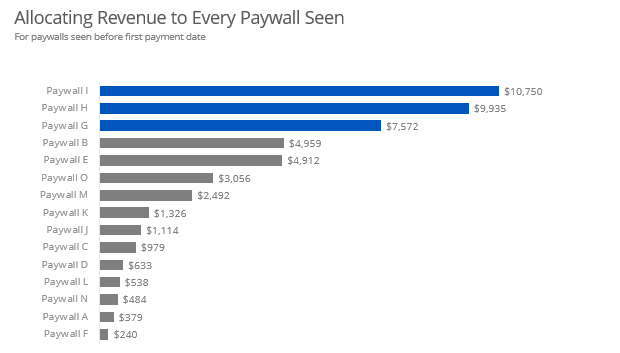 Allocating Revenue to Every Paywall Seen
For paywalls seen before first payment date
Paywall I $10,750
Paywall H $9,935
Paywall G $7,572
Paywall B $4,959
Paywall E $4,912
Paywall O $3,056
Paywall M $2,492
Paywall K $1,326
Paywall J $1,114
Paywall C $979
Paywall D $633
Paywall L $538
Paywall N $484
Paywall A $379
Paywall F $240